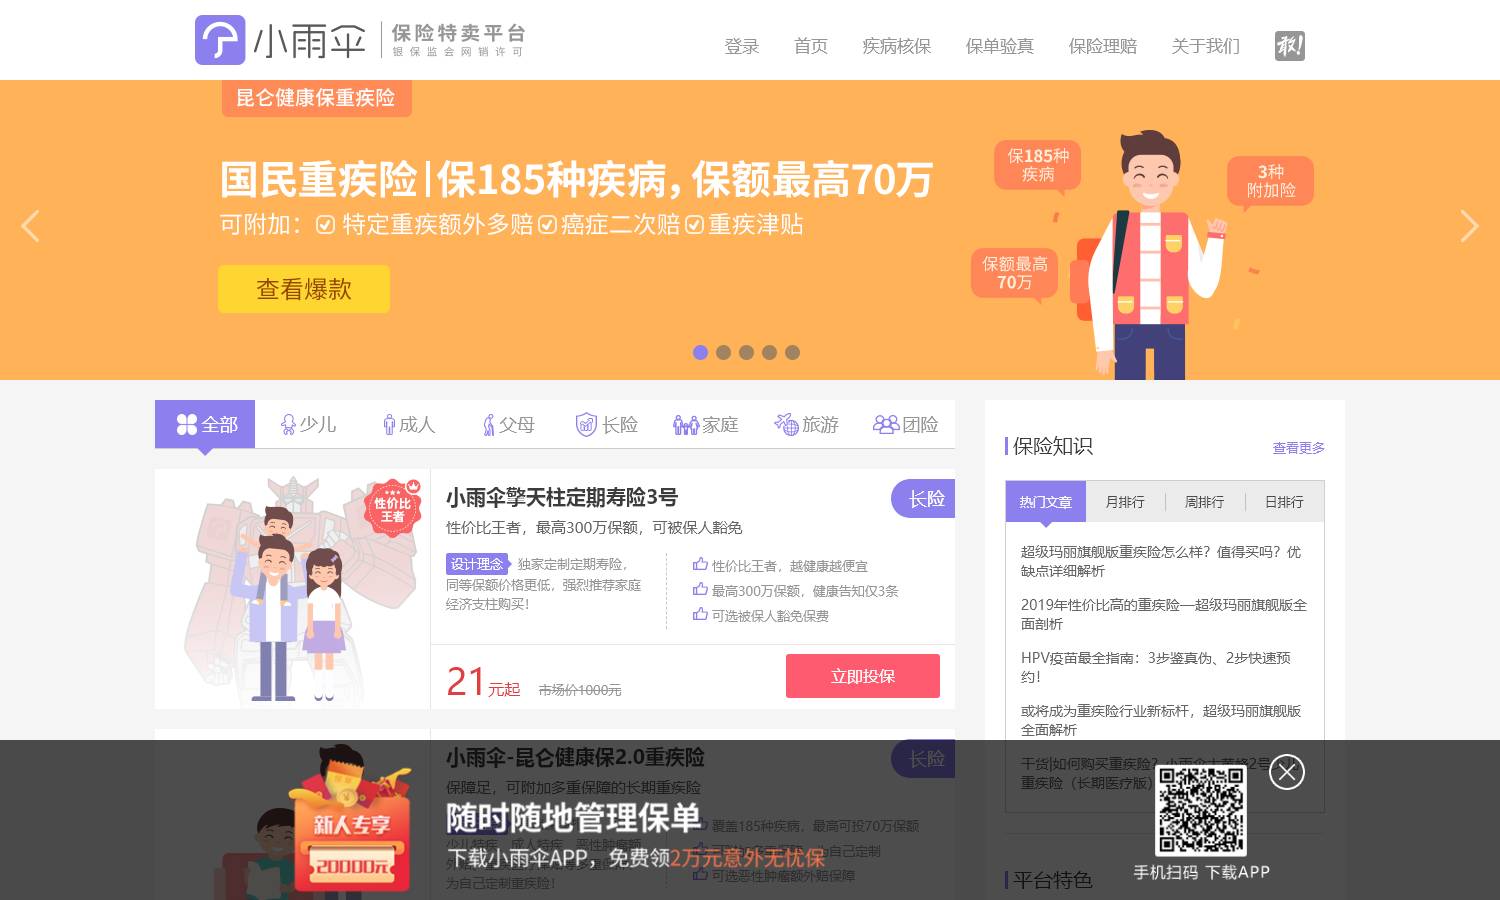 小雨伞
保险特卖平台
银保监会网销许可
登录
首页
疾病核保
保单验真
保险理赔
关于我们
敢!
昆仑健康保重疾险
国民重疾险|保185种疾病，保额最高70万
可附加：特定重疾额外多赔 癌症二次赔 重疾津贴
查看爆款
保185种
疾病
3种
附加险
保额最高
70万
全部
少儿
成人
父母
长险
家庭
旅游
团险
性价比
王者
小雨伞擎天柱定期寿险3号
长险
性价比王者，最高300万保额，可被保人豁免
设计理念 独家定制定期寿险，
同等保额价格更低，强烈推荐家庭
经济支柱购买！
性价比王者，越健康越便宜
最高300万保额，健康告知仅3条
可选被保人豁免保费
21元起
市场价1000元
立即投保
保险知识
查看更多
热门文章
月排行
周排行
日排行
超级玛丽旗舰版重疾险怎么样？值得买吗？优
缺点详细解析
2019年性价比高的重疾险—超级玛丽旗舰版全
面剖析
HPV疫苗最全指南：3步鉴真伪、2步快速预
约！
或将成为重疾险行业新标杆，超级玛丽旗舰版
全面解析
干货|如何购买重疾险？小雨伞大黄蜂2号
重疾险（长期医疗版）
小雨伞-昆仑健康保2.0重疾险
长险
保障足，可附加多重保障的长期重疾险
为自己定制重疾险！
覆盖185种疾病，最高可投70万保额
为自己定制
可选恶性肿瘤额外赔保障
新人专享
20000元
随时随地管理保单
下载小雨伞APP，免费领2万元意外无忧保
手机扫码 下载APP
平台特色